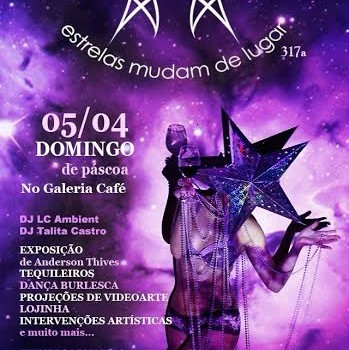 estrelas mudam de lugar
317a
05/04
DOMINGO
de páscoa
No Galeria Café
DJ LC Ambient
DJ Talita Castro
EXPOSIÇÃO
de Anderson Thives
TEQUILEIROS
DANÇA BURLESCA
PROJEÇÕES DE VIDEOARTE
LOJINHA
INTERVENÇÕES ARTÍSTICAS
e muito mais...